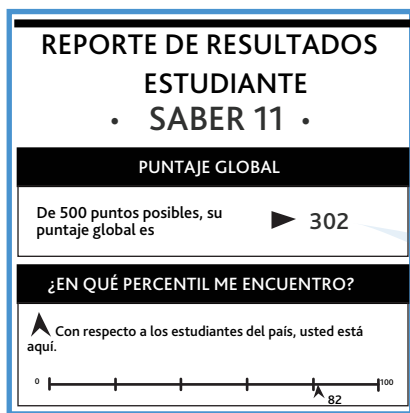 REPORTE DE RESULTADOS
ESTUDIANTE
• SABER 11 •
PUNTAJE GLOBAL
De 500 puntos posibles, su
puntaje global es
302
¿EN QUÉ PERCENTIL ME ENCUENTRO?
Con respecto a los estudiantes del país, usted está
aquí.
0
100
82